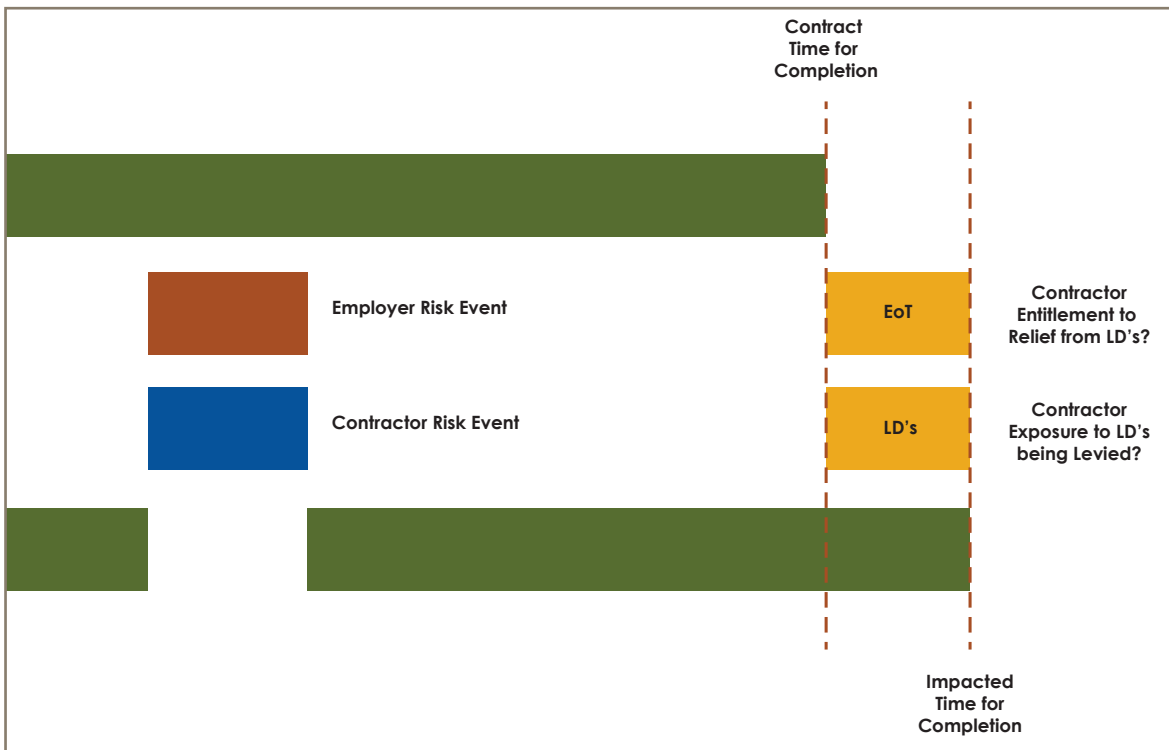 Contract
Time for
Completion
Employer Risk Event
EoT
Contractor
Entitlement to
Relief from LD's?
Contractor Risk Event
LD's
Contractor
Exposure to LD's
being Levied?
Impacted
Time for
Completion